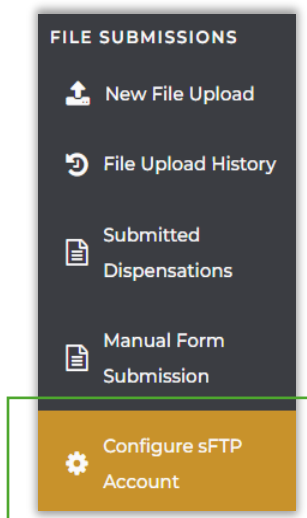 FILE SUBMISSIONS
New File Upload
File Upload History
Submitted
Dispensations
Manual Form
Submission
Configure sFTP
Account